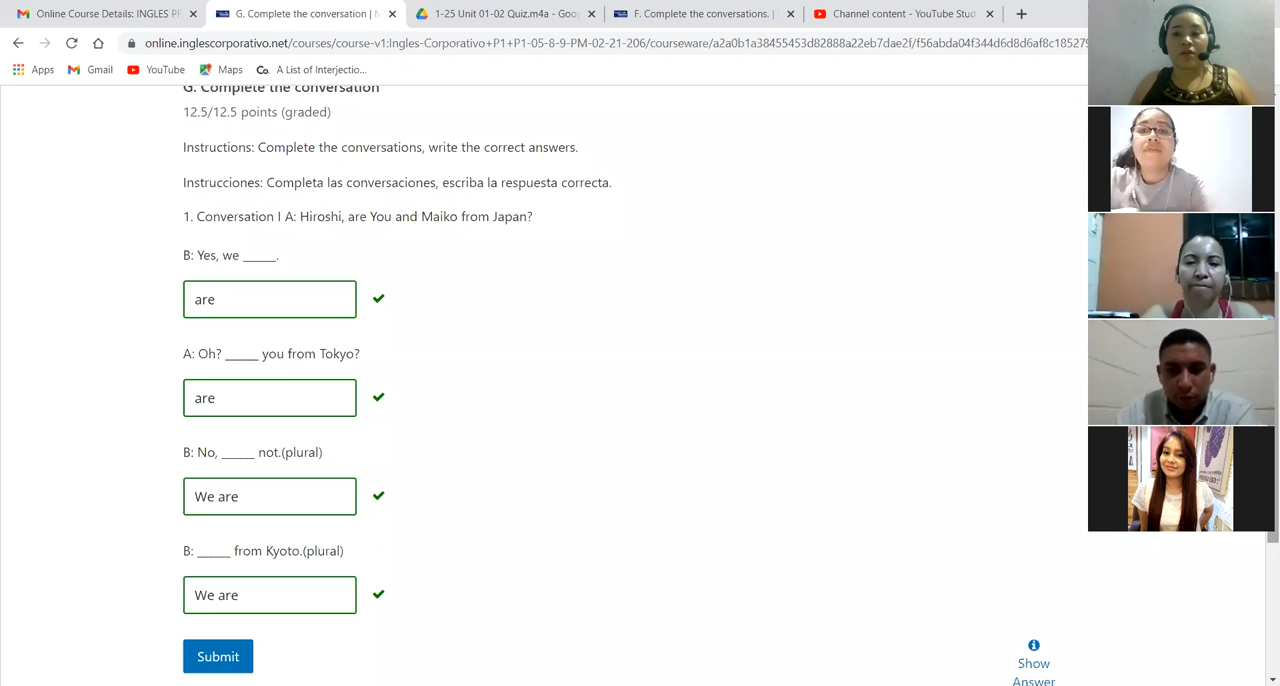 Online Course Details: INGLES PF
G. Complete the conversation | M
1-25 Unit 01-02 Quiz.m4a - Goo
F. Complete the conversations. |
Channel content - YouTube Stud
online.inglescorporativo.net/courses/course-v1:Ingles-Corporativo+P1+P1-05-8-9-PM-02-21-206/courseware/a2a0b1a38455453d82888a22eb7dae2f/f56abda04f344d6d8d6af8c185279
Apps
Gmail
YouTube
Maps
Co. A List of Interjectio...
G. Complete the conversation
12.5/12.5 points (graded)
Instructions: Complete the conversations, write the correct answers.
Instrucciones: Completa las conversaciones, escriba la respuesta correcta.
1. Conversation I A: Hiroshi, are You and Maiko from Japan?
B: Yes, we _____.
are
A: Oh? _____ you from Tokyo?
are
B: No, _____ not.(plural)
We are
B: _____ from Kyoto.(plural)
We are
Submit
Show
Answer